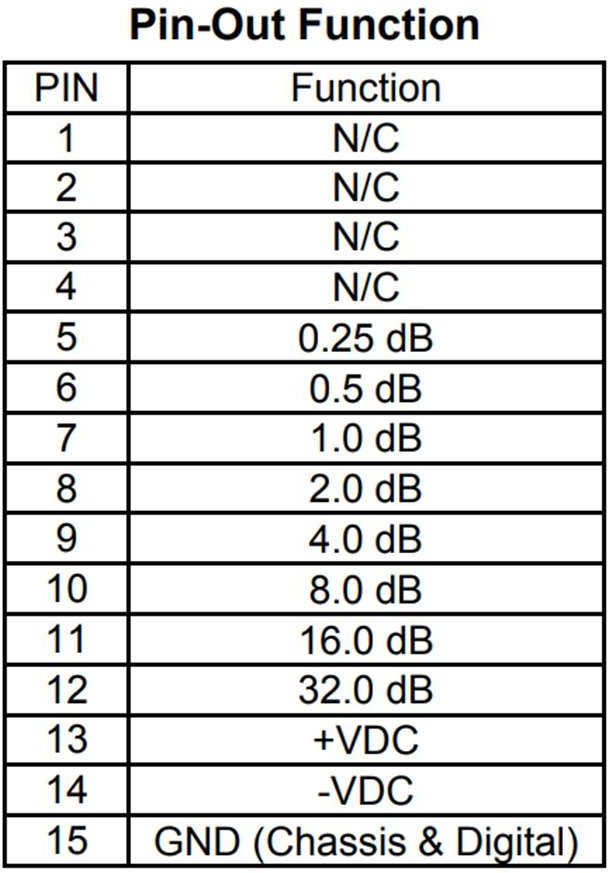 Pin-Out Function
PIN Function
1 N/C
2 N/C
3 N/C
4 N/C
5 0.25 dB
6 0.5 dB
7 1.0 dB
8 2.0 dB
9 4.0 dB
10 8.0 dB
11 16.0 dB
12 32.0 dB
13 +VDC
14 -VDC
15 GND (Chassis & Digital)